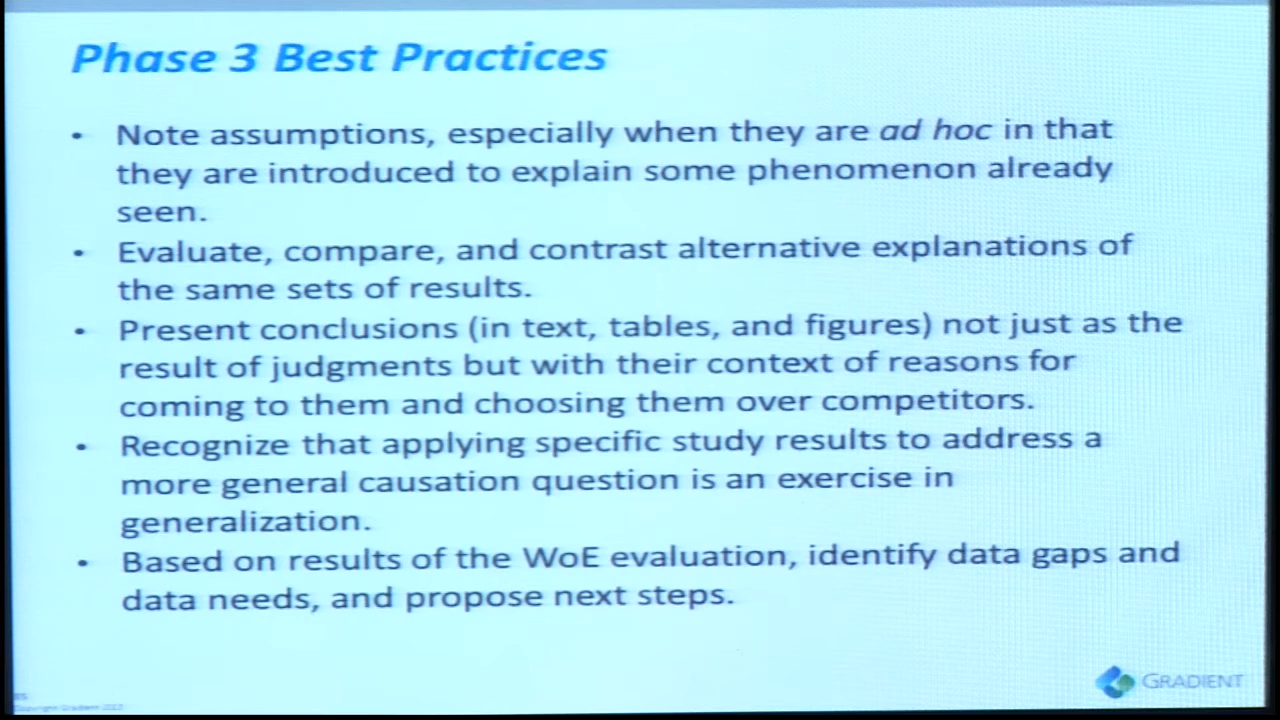 Phase 3 Best Practices
• Note assumptions, especially when they are ad hoc in that
they are introduced to explain some phenomenon already
seen.
• Evaluate, compare, and contrast alternative explanations of
the same sets of results.
• Present conclusions (in text, tables, and figures) not just as the
result of judgments but with their context of reasons for
coming to them and choosing them over competitors.
• Recognize that applying specific study results to address a
more general causation question is an exercise in
generalization.
• Based on results of the WoE evaluation, identify data gaps and
data needs, and propose next steps.
GRADIENT
Copyright Gradient